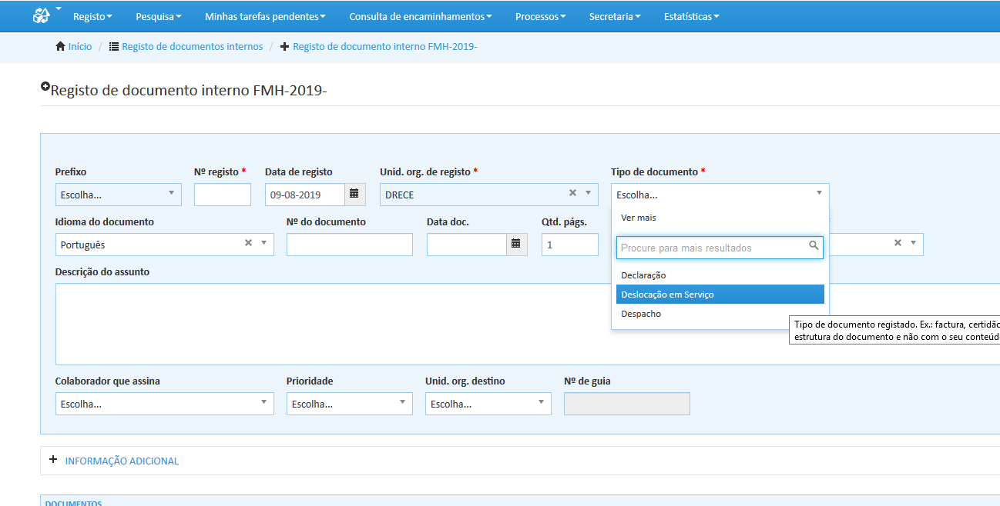 Registo Pesquisa Minhas tarefas pendentes Consulta de encaminhamentos Processos Secretaria Estatísticas
Início / Registo de documentos internos / Registo de documento interno FMH-2019-
Registo de documento interno FMH-2019-
Prefixo Nº registo * Data de registo Unid. org. de registo * Tipo de documento *
Escolha... 09-08-2019 DRECE Escolha...
Ver mais
Idioma do documento Nº do documento Data doc. Qtd. págs.
Português 1
Procure para mais resultados
Descrição do assunto
Declaração
Deslocação em Serviço
Despacho
Tipo de documento registado. Ex.: factura, certidão
estrutura do documento e não com o seu
Colaborador que assina Prioridade Unid. org. destino Nº de guia
Escolha... Escolha... Escolha...
INFORMAÇÃO ADICIONAL
DOCUMENTOS